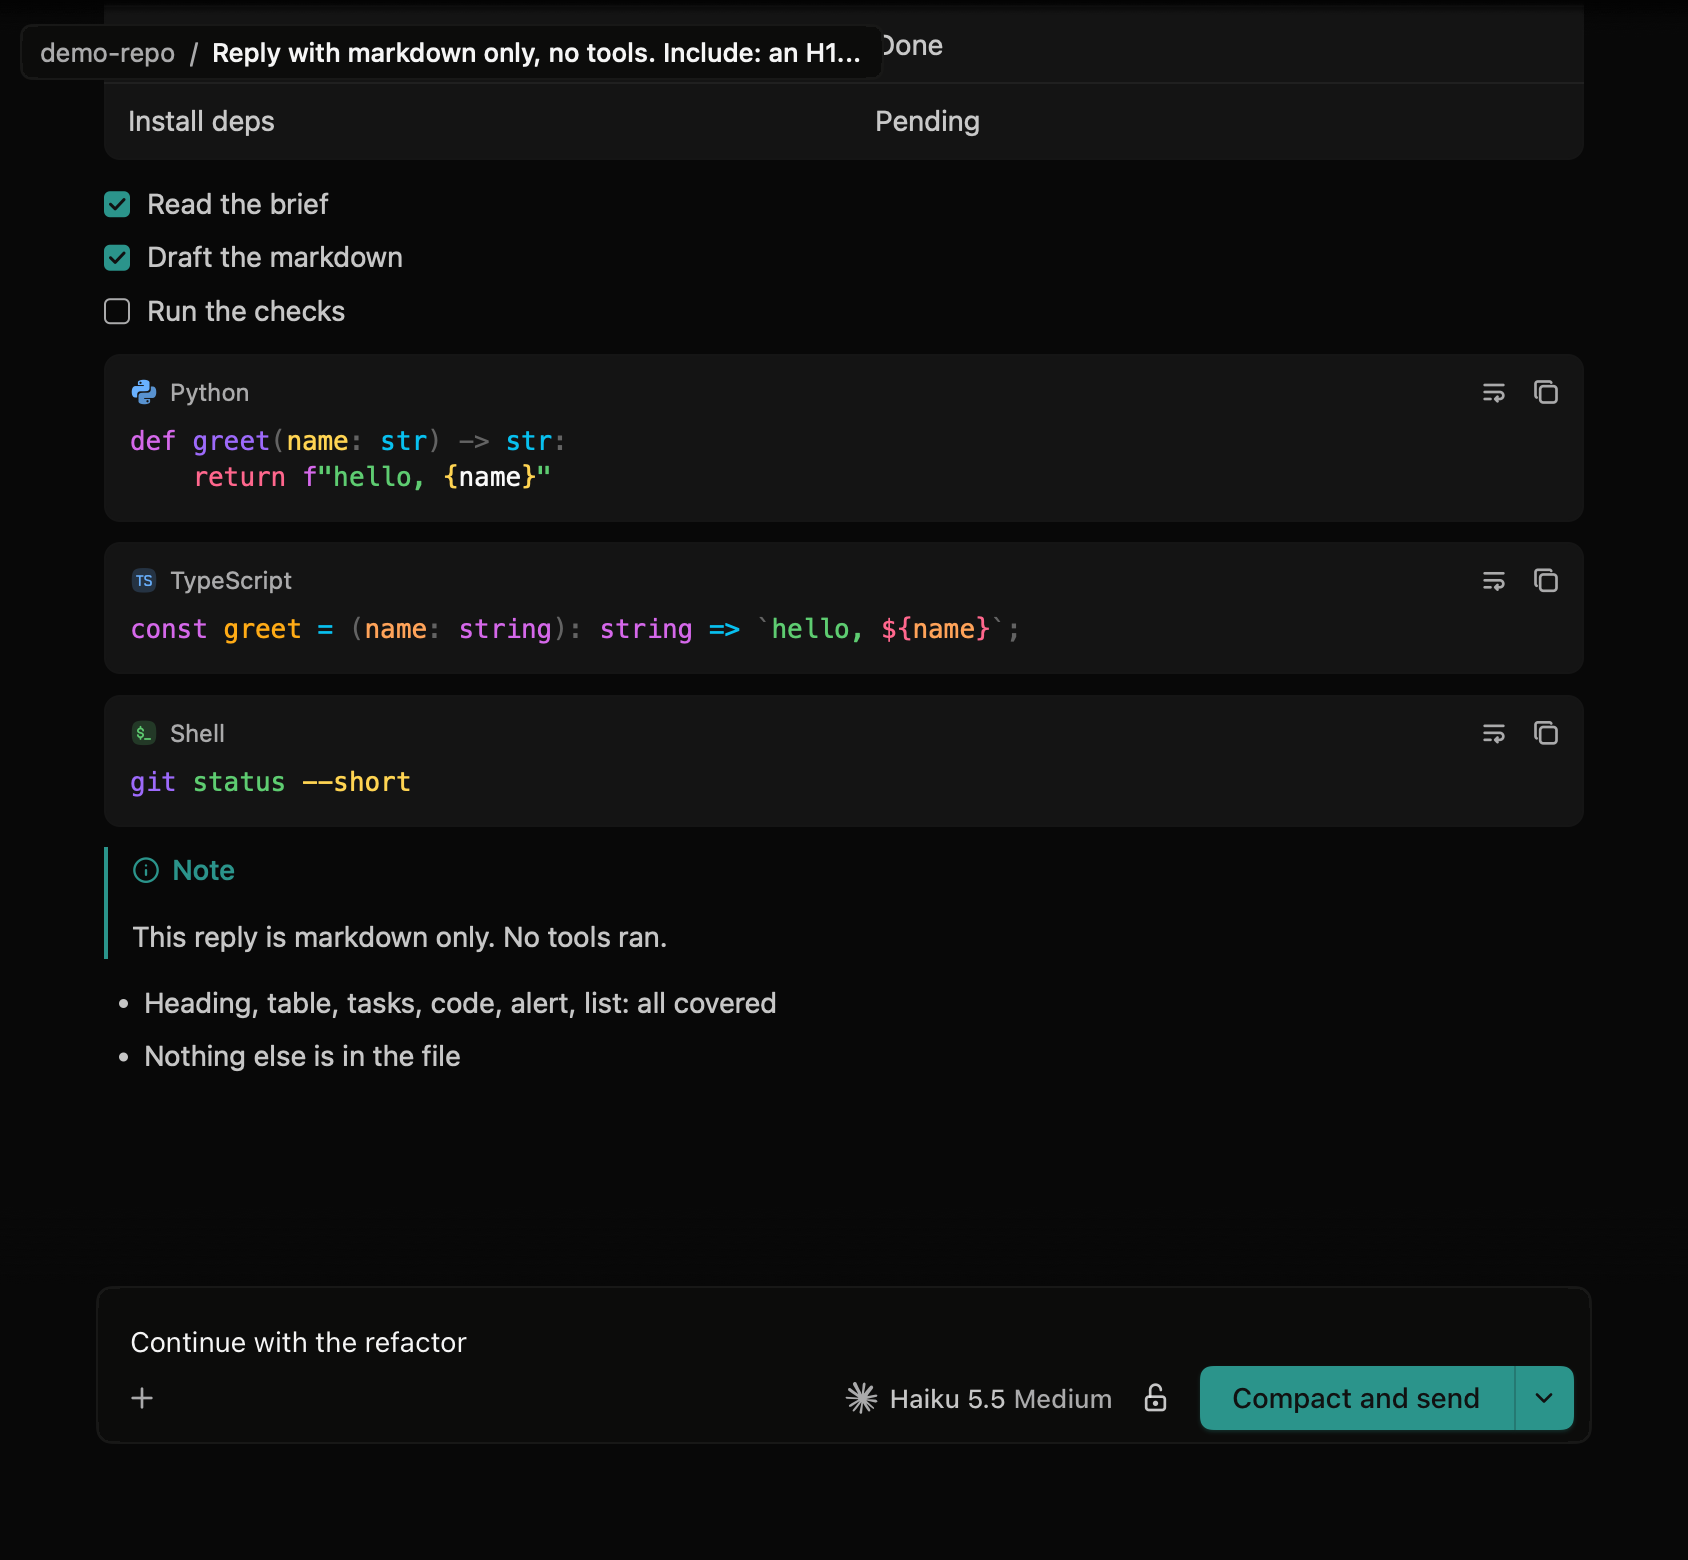 demo-repo / Reply with markdown only, no tools. Include: an H1...
Done
Install deps Pending
Read the brief
Draft the markdown
Run the checks
Python
def greet(name: str) -> str:
    return f"hello, {name}"
TS TypeScript
const greet = (name: string): string => `hello, ${name}`;
$_ Shell
git status --short
Note
This reply is markdown only. No tools ran.
• Heading, table, tasks, code, alert, list: all covered
• Nothing else is in the file
Continue with the refactor
Haiku 5.5 Medium
Compact and send